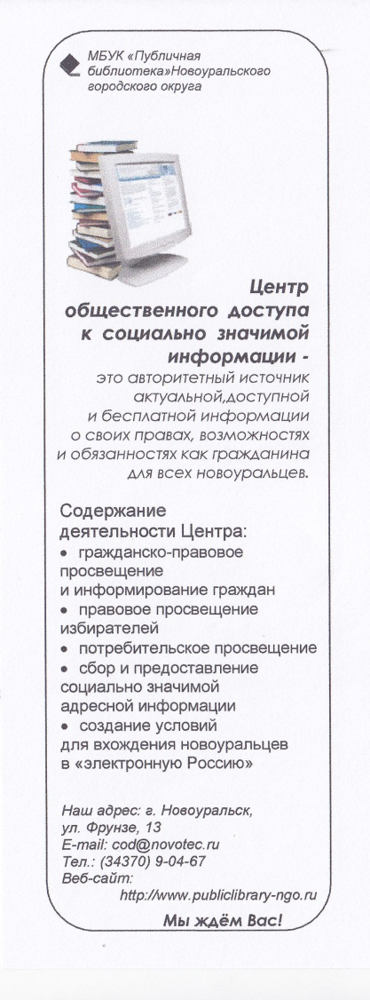 МБУК «Публичная
библиотека»Новоуральского
городского округа
Центр
общественного доступа
к социально значимой
информации -
это авторитетный источник
актуальной,доступной
и бесплатной информации
о своих правах, возможностях
и обязанностях как гражданина
для всех новоуральцев.
Содержание
деятельности Центра:
• гражданско-правовое
просвещение
и информирование граждан
• правовое просвещение
избирателей
• потребительское просвещение
• сбор и предоставление
социально значимой
адресной информации
• создание условий
для вхождения новоуральцев
в «электронную Россию»
Наш адрес: г. Новоуральск,
ул. Фрунзе, 13
E-mail: cod@novotec.ru
Тел.: (34370) 9-04-67
Веб-сайт:
http://www.publiclibrary-ngo.ru
Мы ждём Вас!